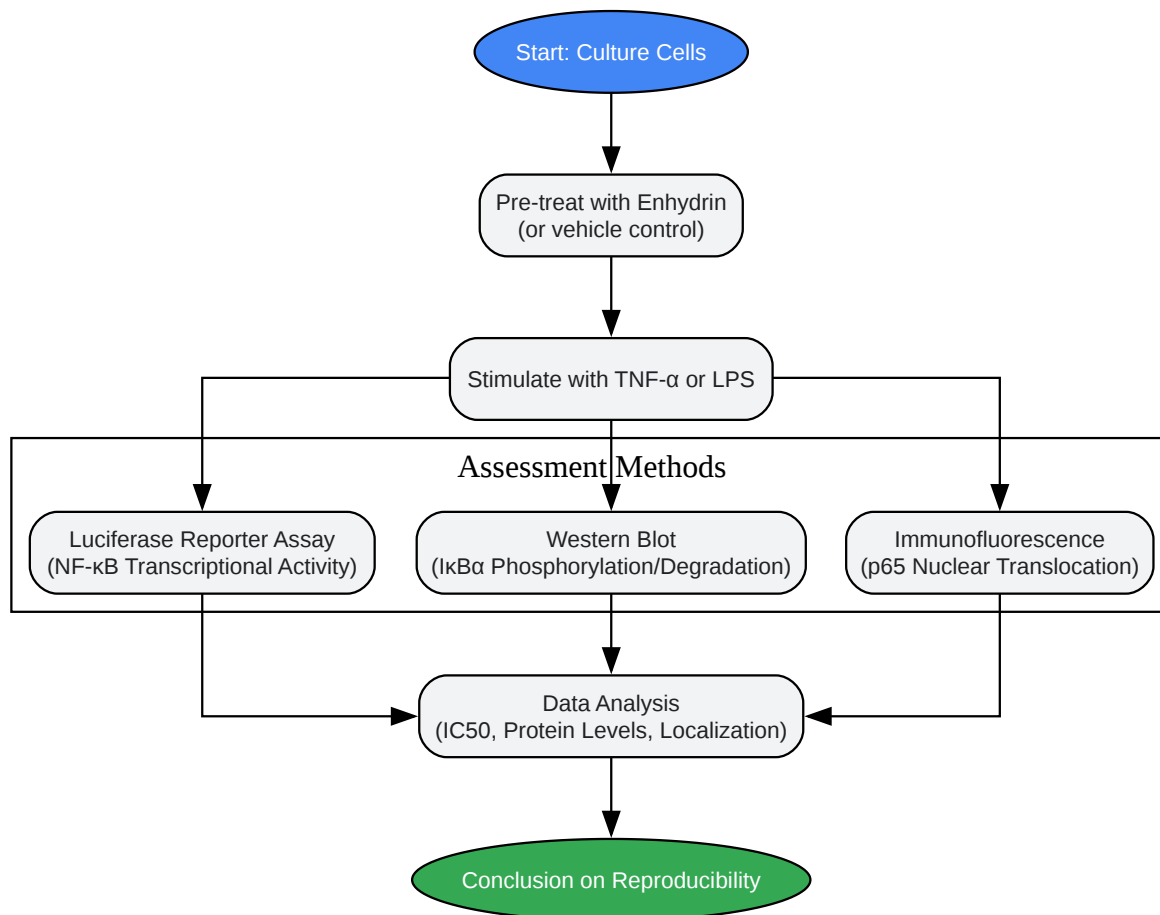 Start: Culture Cells
Pre-treat with Enhydrin
(or vehicle control)
Stimulate with TNF-α or LPS
Assessment Methods
Luciferase Reporter Assay
(NF-κB Transcriptional Activity)
Western Blot
(IκBα Phosphorylation/Degradation)
Immunofluorescence
(p65 Nuclear Translocation)
Data Analysis
(IC50, Protein Levels, Localization)
Conclusion on Reproducibility